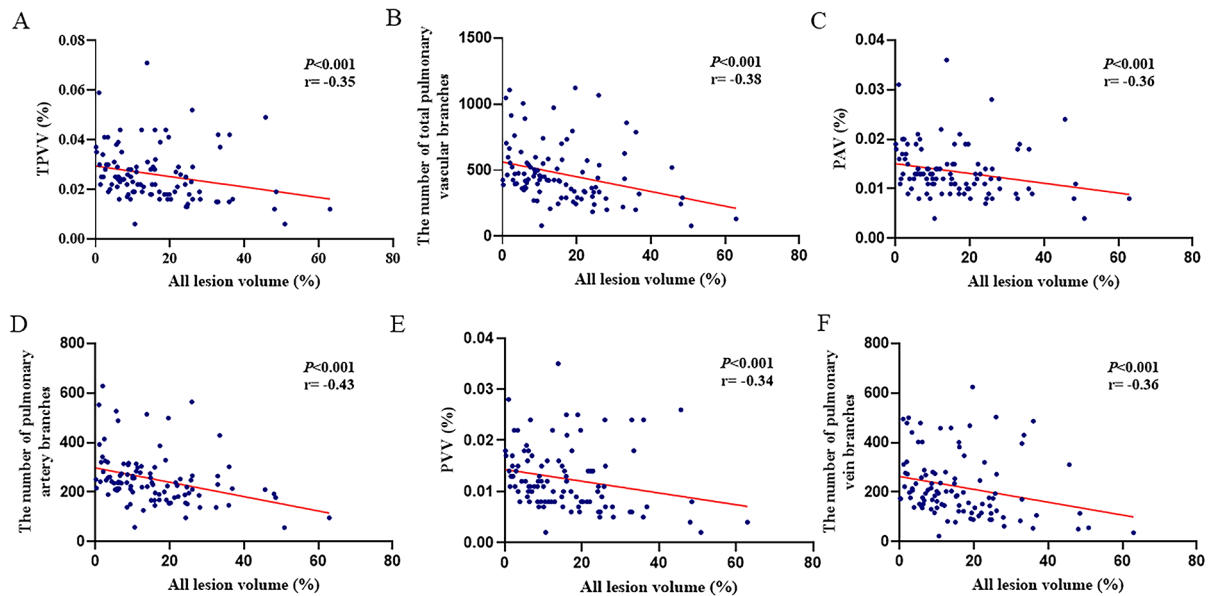 A
TPVV (%)
0.08
0.06
0.04
0.02
0.00
P<0.001
r= -0.35
0 20 40 60 80
All lesion volume (%)
B
The number of total pulmonary
vascular branches
1500
1000
500
0
P<0.001
r= -0.38
0 20 40 60 80
All lesion volume (%)
C
PAV (%)
0.04
0.03
0.02
0.01
0.00
P<0.001
r= -0.36
0 20 40 60 80
All lesion volume (%)
D
The number of pulmonary
artery branches
800
600
400
200
0
P<0.001
r= -0.43
0 20 40 60 80
All lesion volume (%)
E
PVV (%)
0.04
0.03
0.02
0.01
0.00
P<0.001
r= -0.34
0 20 40 60 80
All lesion volume (%)
F
The number of pulmonary
vein branches
800
600
400
200
0
P<0.001
r= -0.36
0 20 40 60 80
All lesion volume (%)